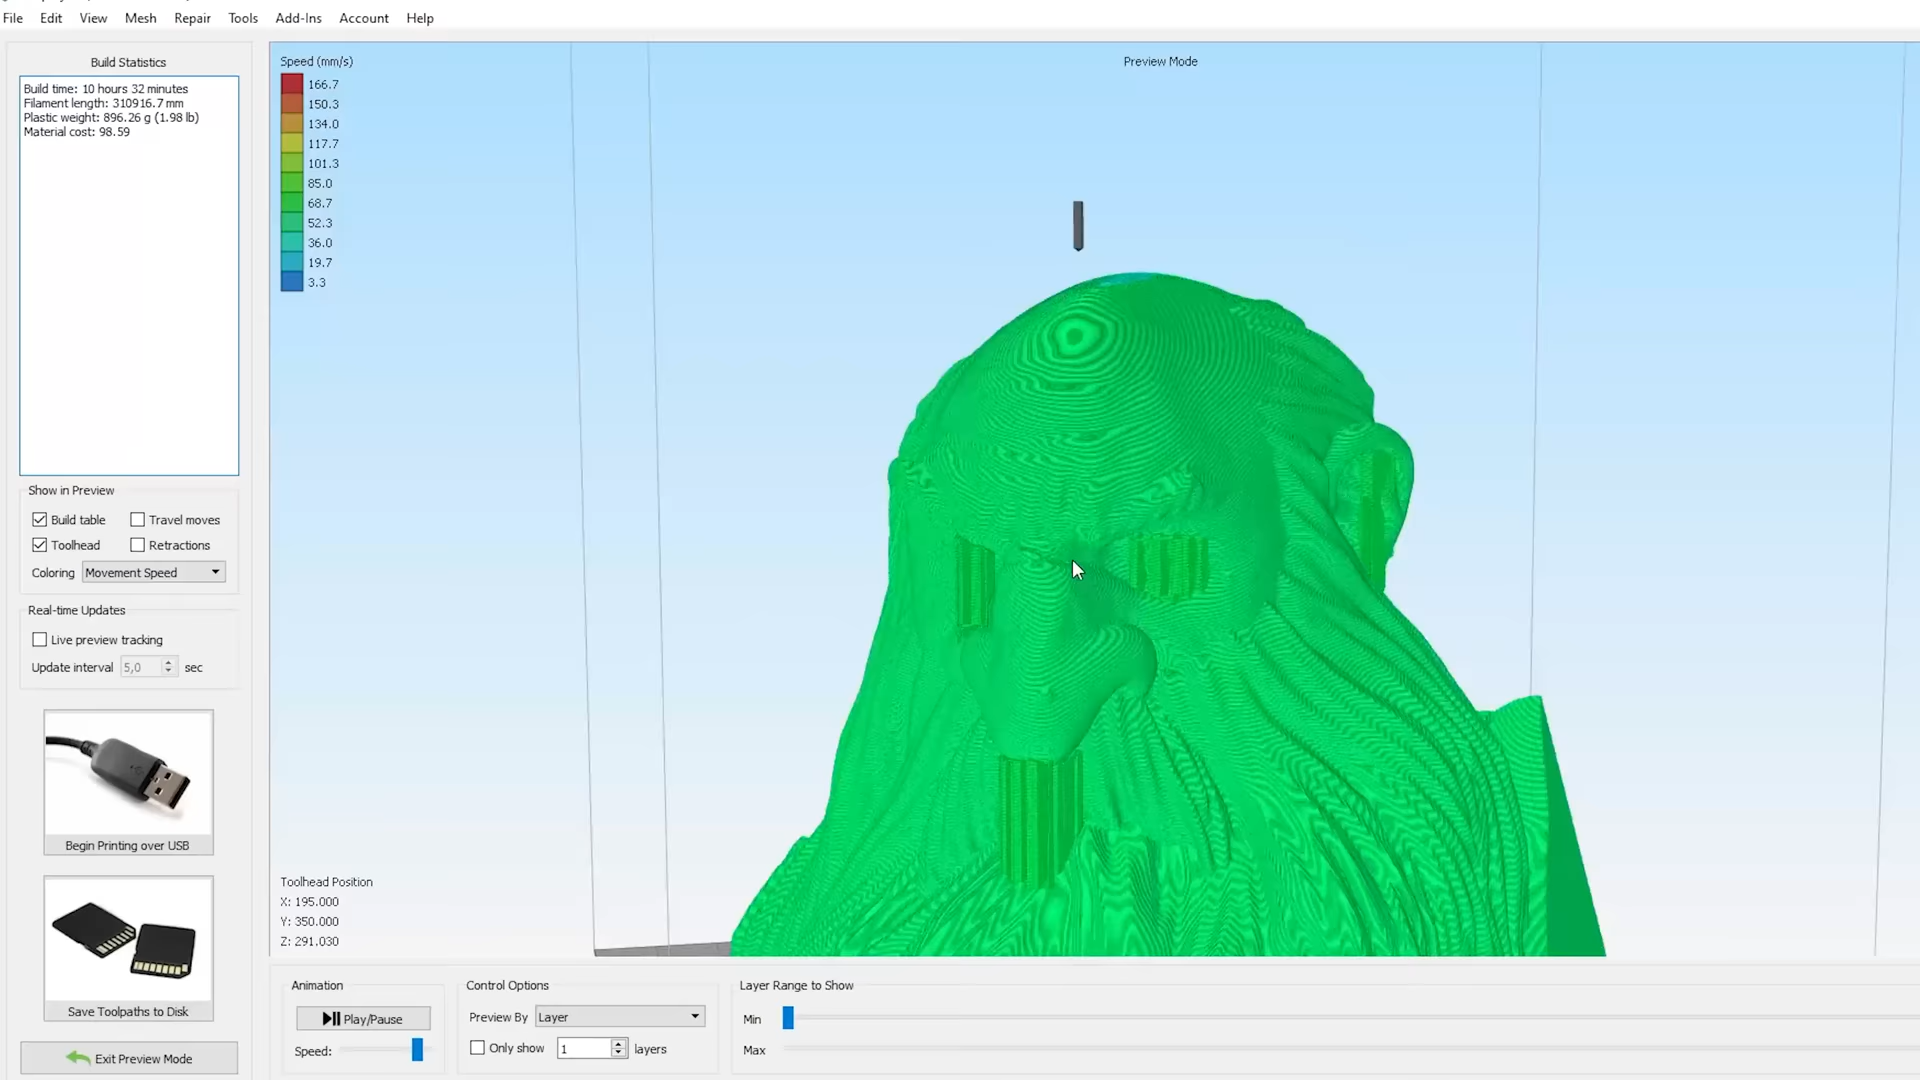 File Edit View Mesh Repair Tools Add-Ins Account Help
Build Statistics
Build time: 10 hours 32 minutes
Filament length: 310916.7 mm
Plastic weight: 896.26 g (1.98 lb)
Material cost: 98.59
Show in Preview
Build table Travel moves
Toolhead Retractions
Coloring Movement Speed
Real-time Updates
Live preview tracking
Update interval 5,0 sec
Begin Printing over USB
Save Toolpaths to Disk
Exit Preview Mode
Speed (mm/s)
166.7
150.3
134.0
117.7
101.3
85.0
68.7
52.3
36.0
19.7
3.3
Preview Mode
Toolhead Position
X: 195.000
Y: 350.000
Z: 291.030
Animation
Play/Pause
Speed:
Control Options
Preview By Layer
Only show 1 layers
Layer Range to Show
Min
Max